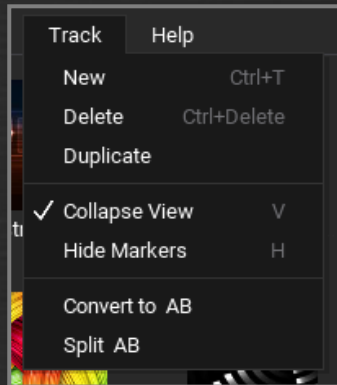 Track Help
New Ctrl+T
Delete Ctrl+Delete
Duplicate
Collapse View V
Hide Markers H
Convert to AB
Split AB